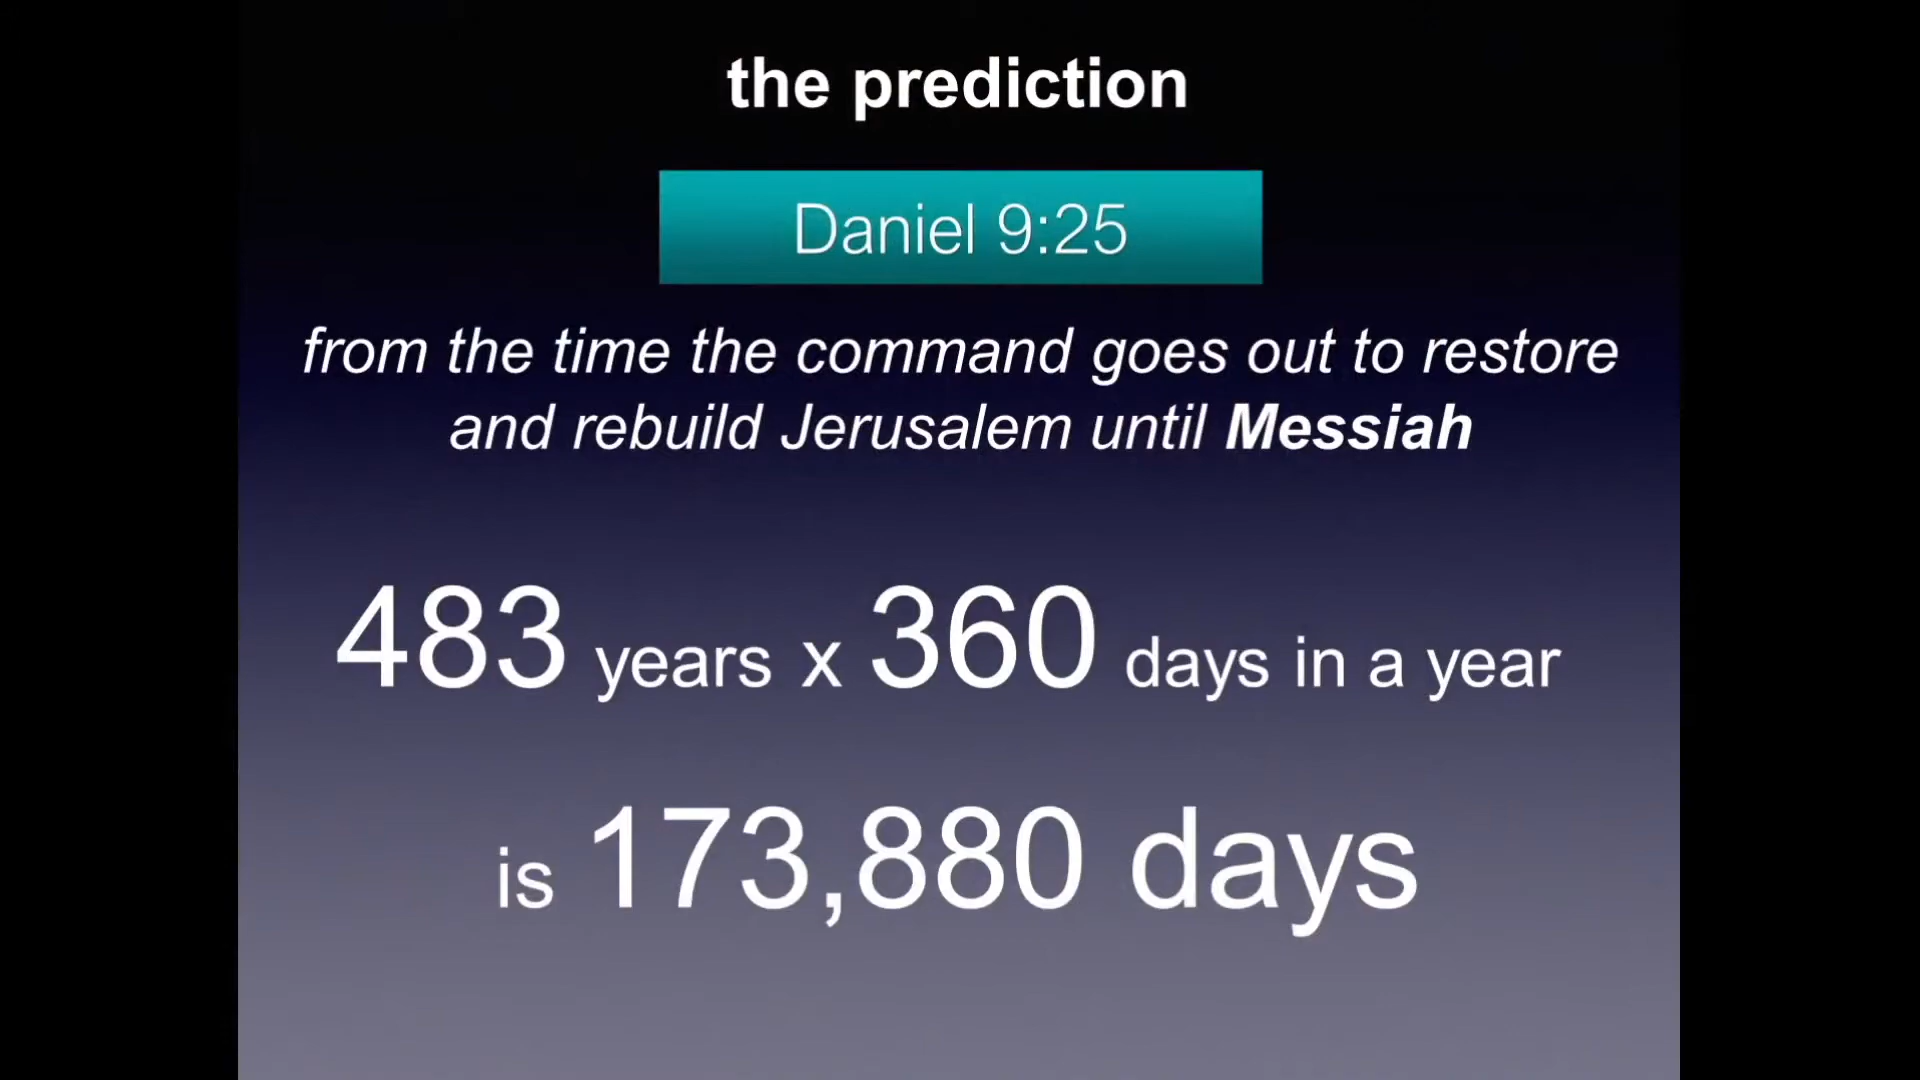 the prediction
Daniel 9:25
from the time the command goes out to restore
and rebuild Jerusalem until Messiah
483 years x 360 days in a year
is 173,880 days